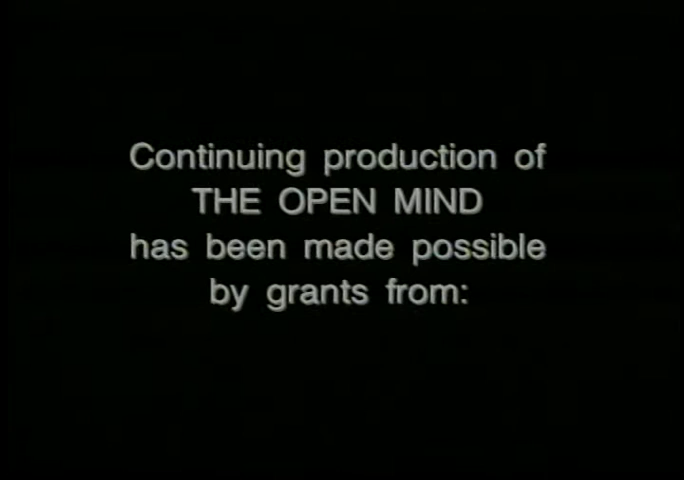 Continuing production of
THE OPEN MIND
has been made possible
by grants from: